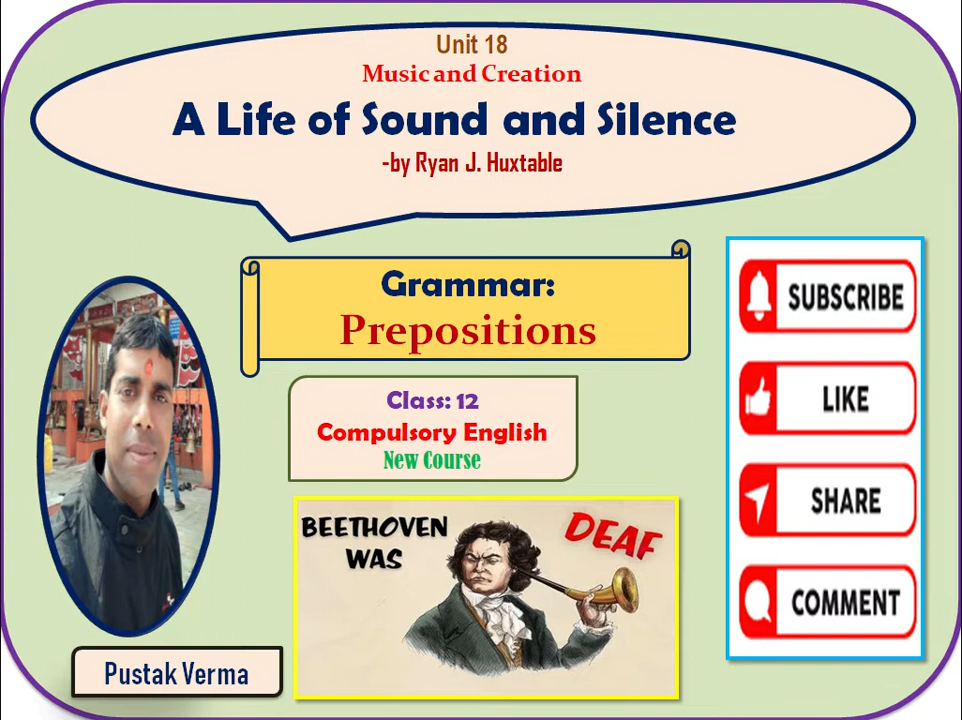 Unit 18
Music and Creation
A Life of Sound and Silence
-by Ryan J. Huxtable
Grammar:
Prepositions
Class: 12
Compulsory English
New Course
BEETHOVEN
WAS
DEAF
Pustak Verma
SUBSCRIBE
LIKE
SHARE
COMMENT